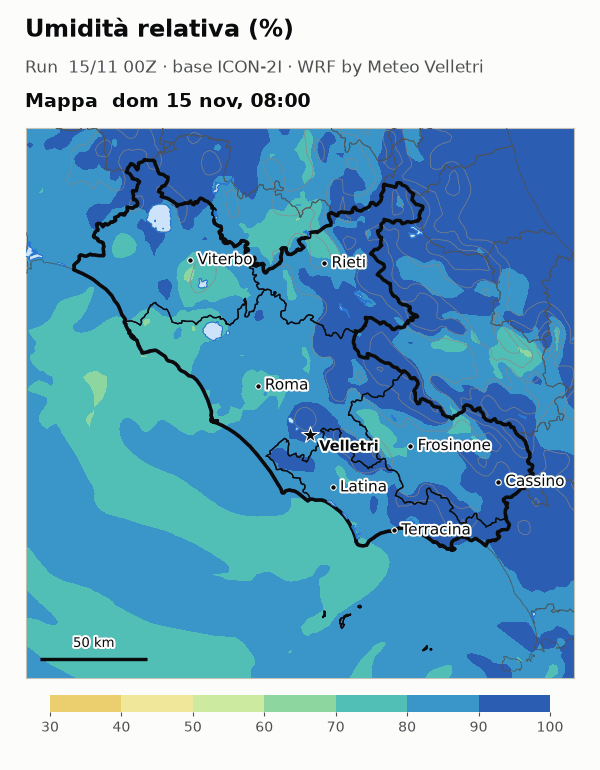 Umidità relativa (%)
Run  15/11 00Z · base ICON-2I · WRF by Meteo Velletri
Mappa  dom 15 nov, 08:00
Viterbo
Rieti
Roma
Velletri
Frosinone
Latina
Cassino
Terracina
50 km
30 40 50 60 70 80 90 100